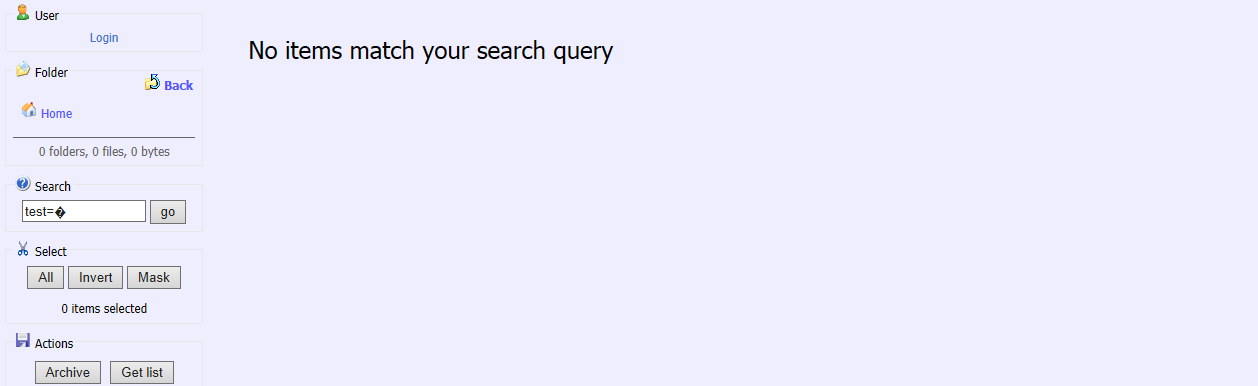 User
Login
No items match your search query
Folder
Back
Home
0 folders, 0 files, 0 bytes
Search
test=�
go
Select
All Invert Mask
0 items selected
Actions
Archive Get list